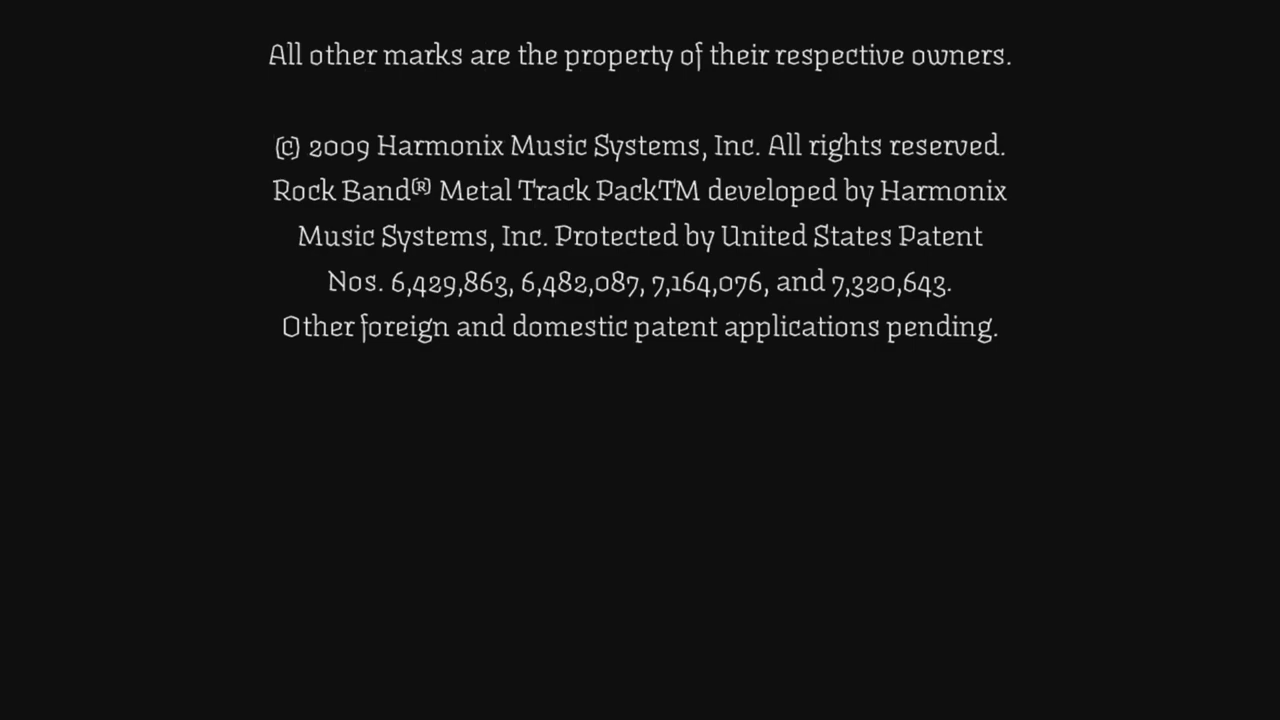 All other marks are the property of their respective owners.
(c) 2009 Harmonix Music Systems, Inc. All rights reserved.
Rock Band® Metal Track PackTM developed by Harmonix
Music Systems, Inc. Protected by United States Patent
Nos. 6,429,863, 6,482,087, 7,164,076, and 7,320,643.
Other foreign and domestic patent applications pending.